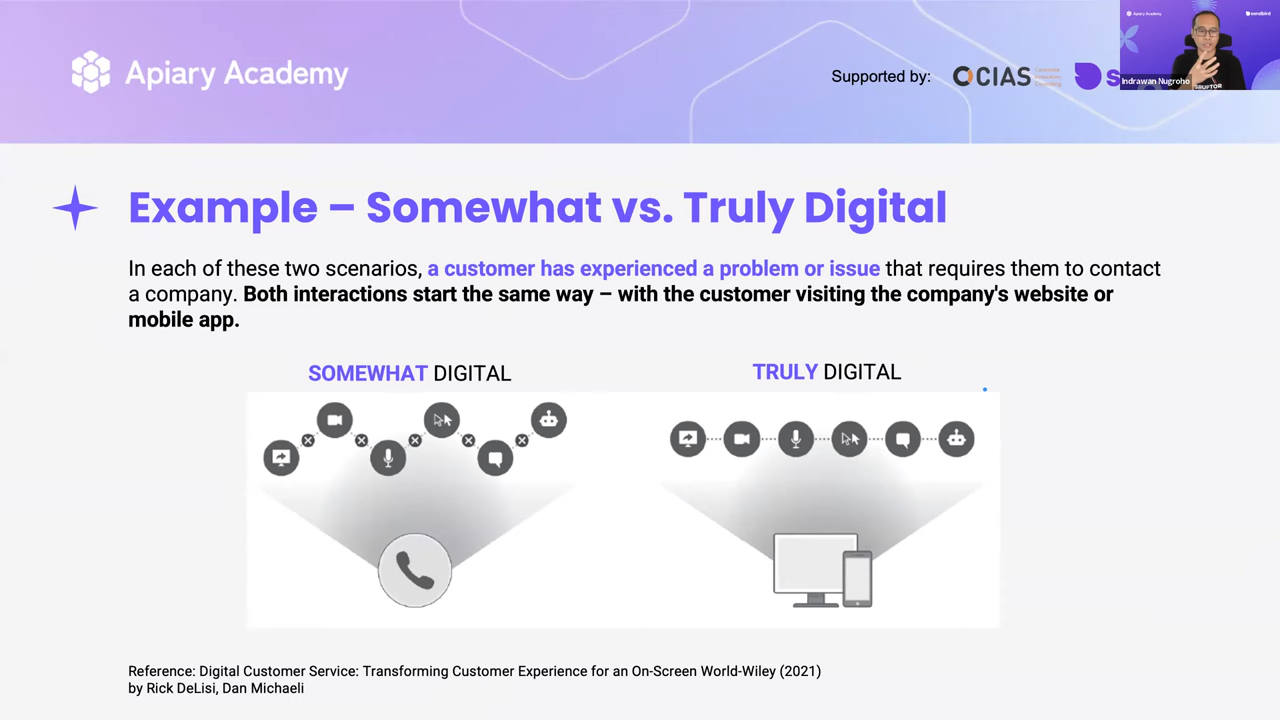 Apiary Academy
Supported by:
CIAS
Apiary Academy
sendbird
Indrawan Nugroho
Example – Somewhat vs. Truly Digital
In each of these two scenarios, a customer has experienced a problem or issue that requires them to contact
a company. Both interactions start the same way – with the customer visiting the company's website or
mobile app.
SOMEWHAT DIGITAL
TRULY DIGITAL
Reference: Digital Customer Service: Transforming Customer Experience for an On-Screen World-Wiley (2021)
by Rick DeLisi, Dan Michaeli